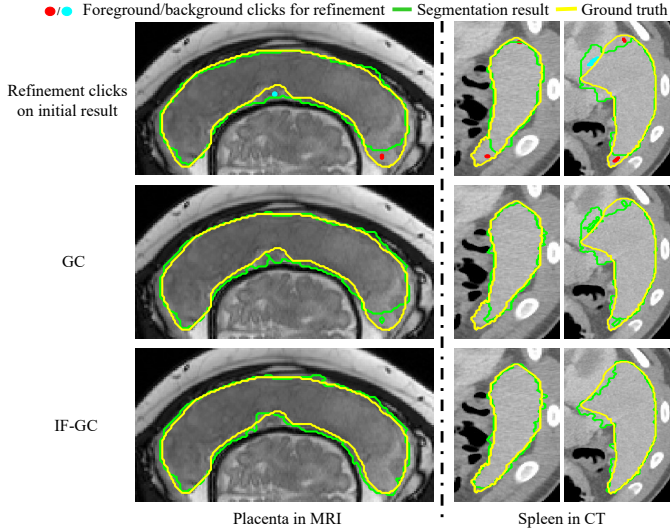 / Foreground/background clicks for refinement Segmentation result Ground truth
Refinement clicks
on initial result
GC
IF-GC
Placenta in MRI Spleen in CT